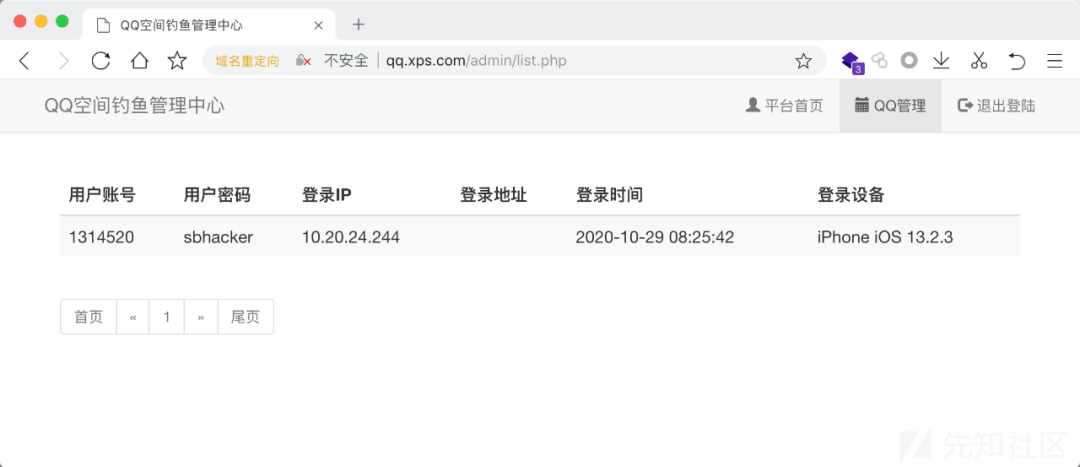 QQ空间钓鱼管理中心
域名重定向 不安全 qq.xps.com/admin/list.php
3
QQ空间钓鱼管理中心 平台首页 QQ管理 退出登陆
用户账号 用户密码 登录IP 登录地址 登录时间 登录设备
1314520 sbhacker 10.20.24.244 2020-10-29 08:25:42 iPhone iOS 13.2.3
首页 « 1 » 尾页
先知社区